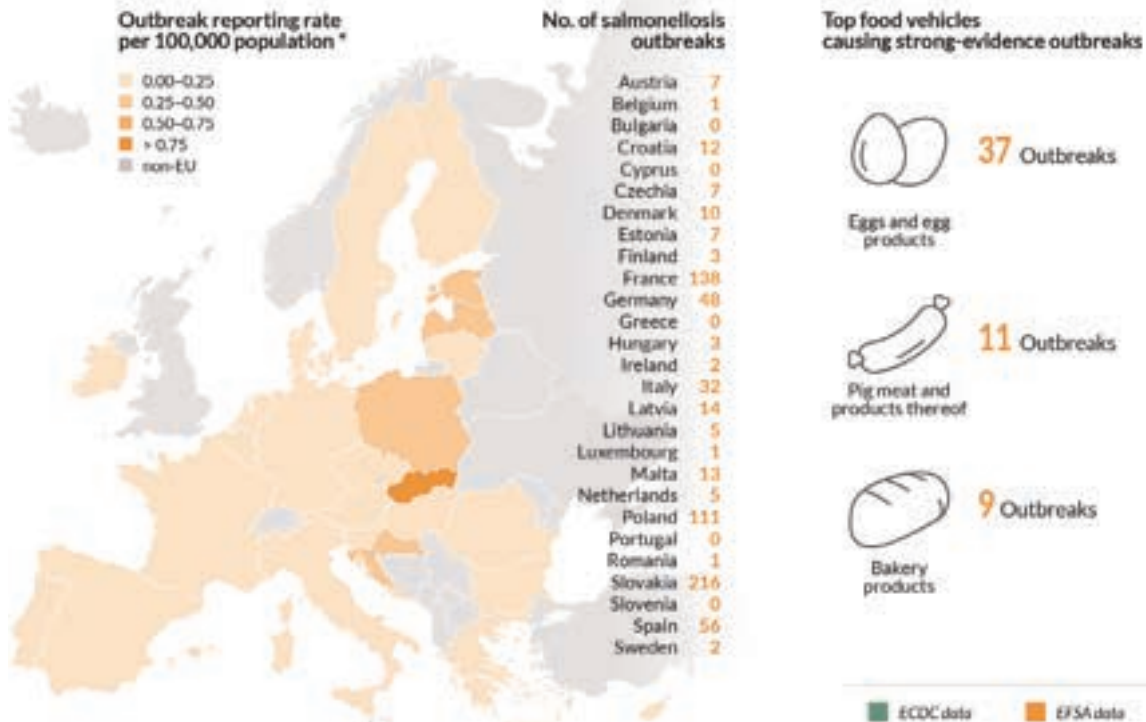 Outbreak reporting rate
per 100,000 population *
0.00–0.25
0.25–0.50
0.50–0.75
> 0.75
non-EU
No. of salmonellosis
outbreaks
Austria 7
Belgium 1
Bulgaria 0
Croatia 12
Cyprus 0
Czechia 7
Denmark 10
Estonia 7
Finland 3
France 138
Germany 48
Greece 0
Hungary 3
Ireland 2
Italy 32
Latvia 14
Lithuania 5
Luxembourg 1
Malta 13
Netherlands 5
Poland 111
Portugal 0
Romania 1
Slovakia 216
Slovenia 0
Spain 56
Sweden 2
Top food vehicles
causing strong-evidence outbreaks
37 Outbreaks
Eggs and egg
products
11 Outbreaks
Pig meat and
products thereof
9 Outbreaks
Bakery
products
ECDC data
EFSA data